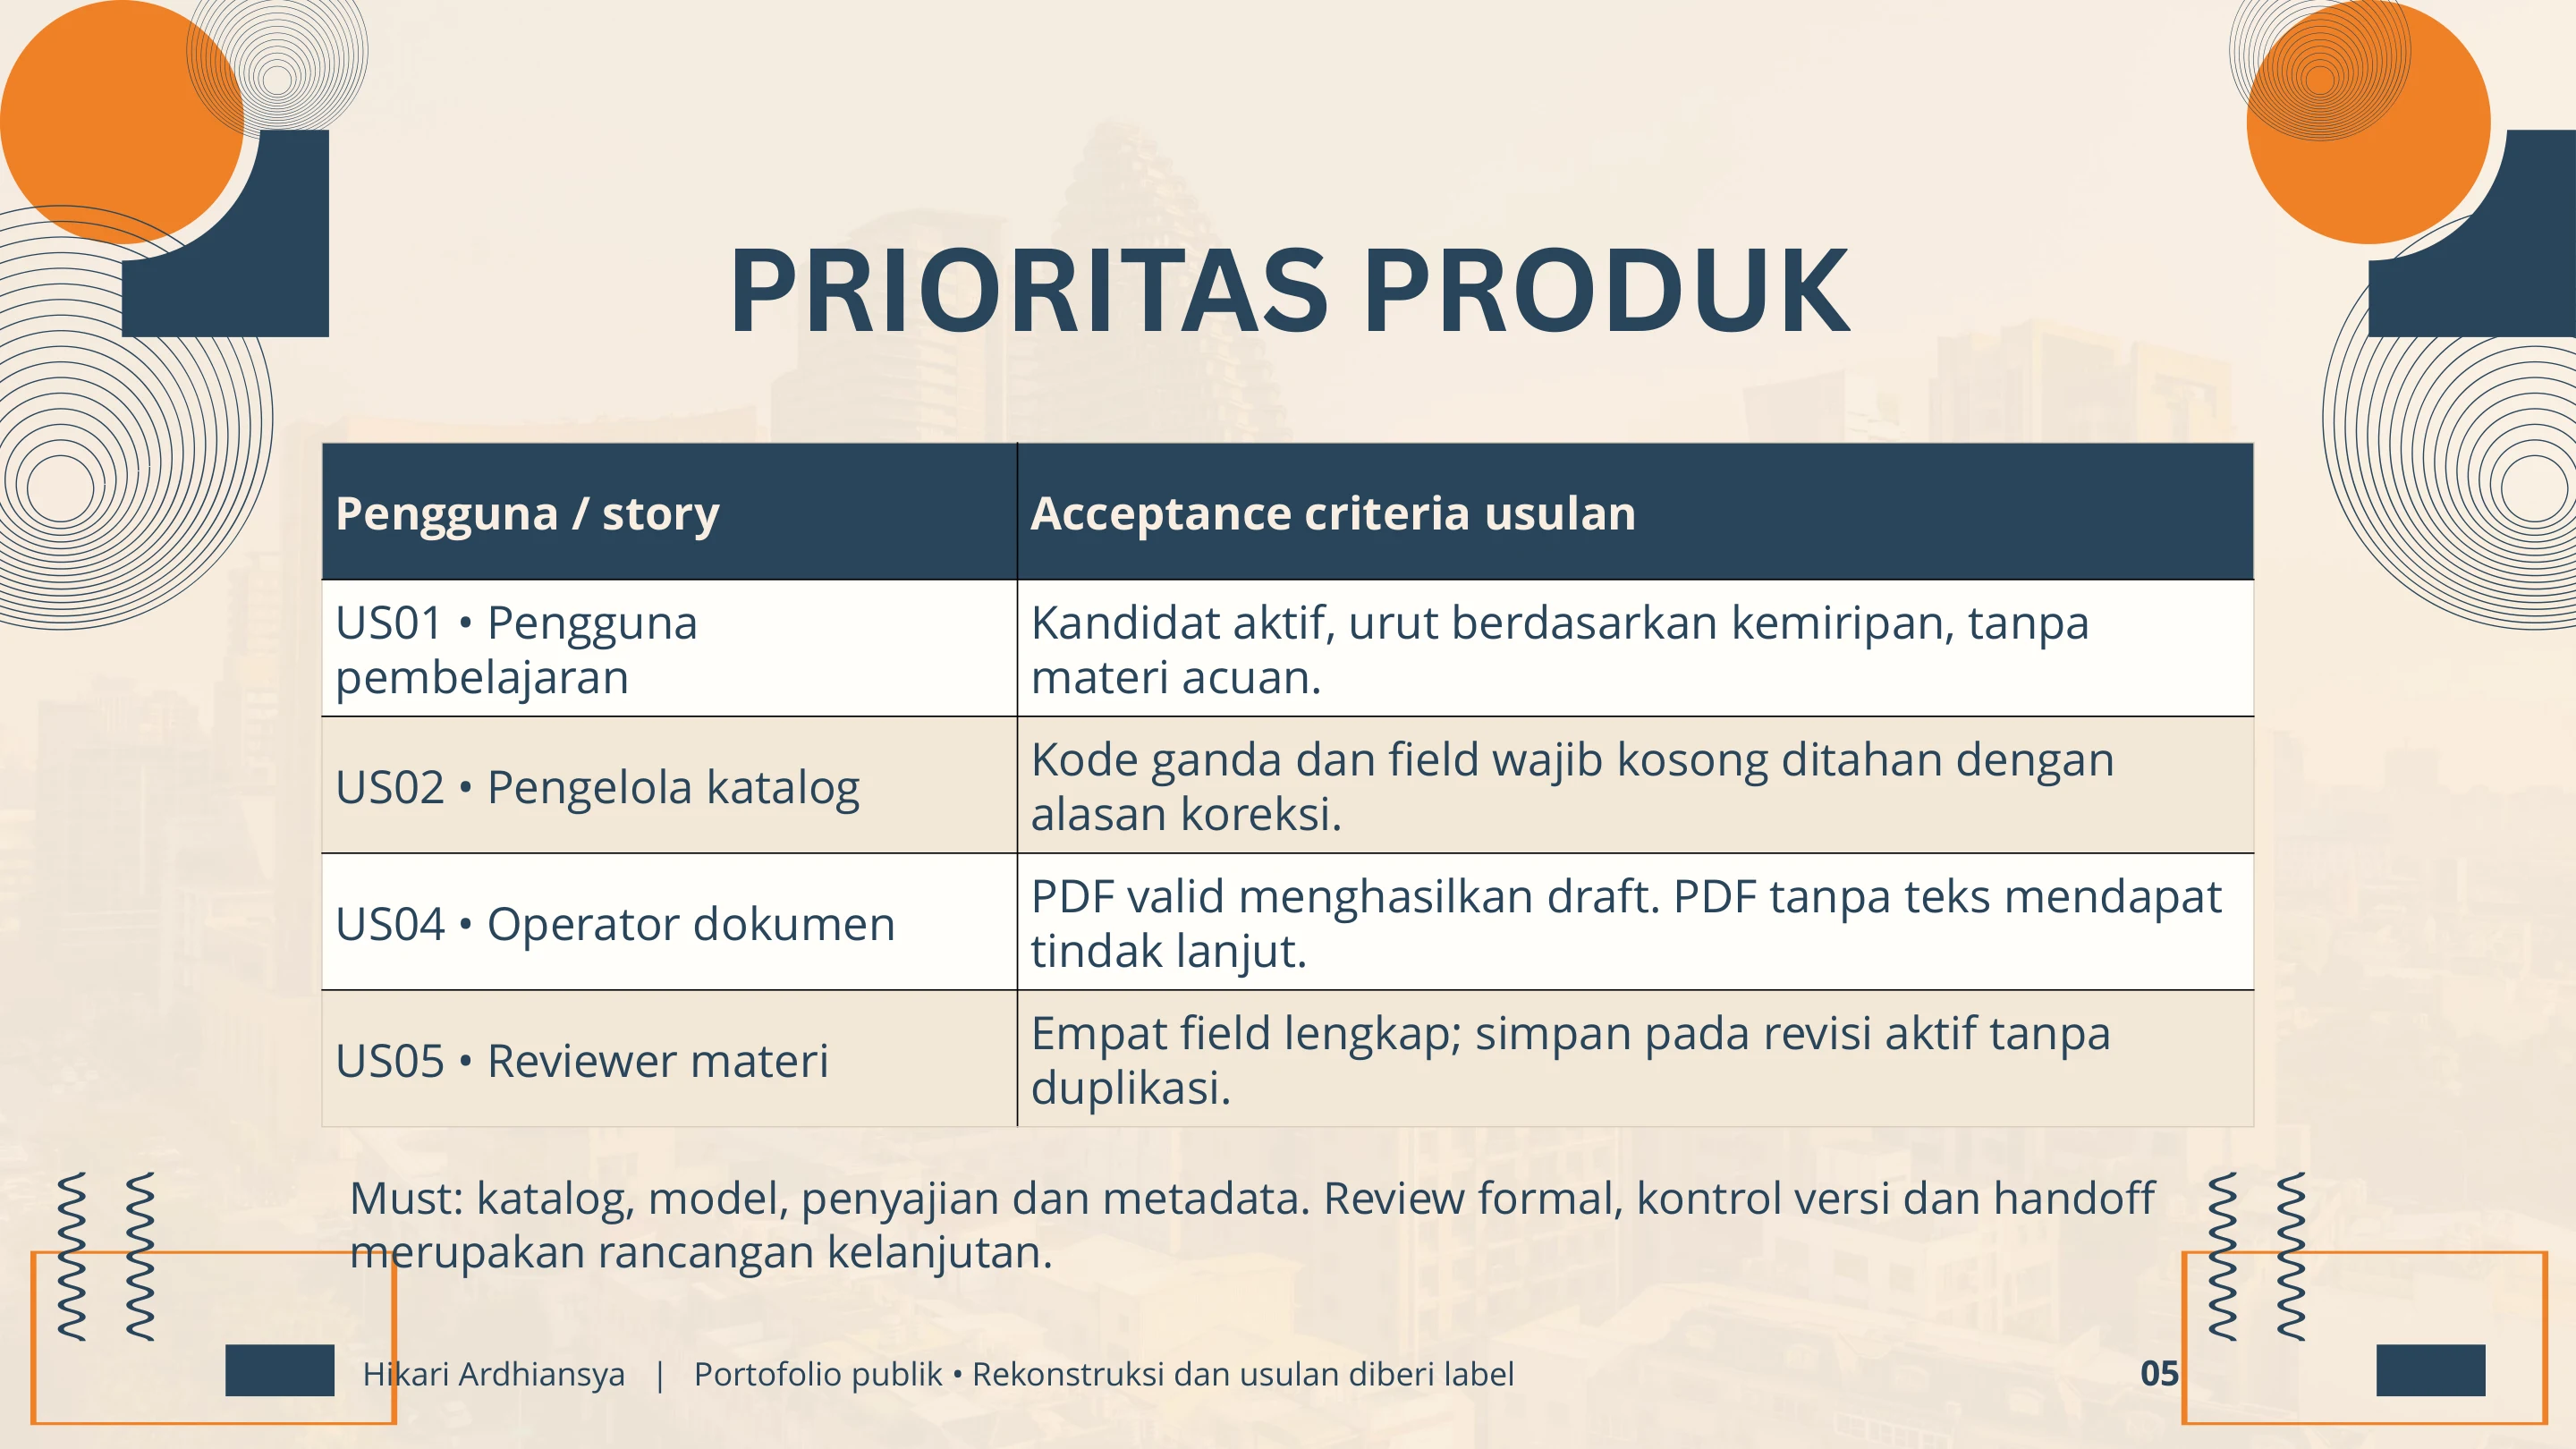 PRIORITAS PRODUK
Pengguna / story
Acceptance criteria usulan
US01 • Pengguna
pembelajaran
Kandidat aktif, urut berdasarkan kemiripan, tanpa
materi acuan.
US02 • Pengelola katalog
Kode ganda dan field wajib kosong ditahan dengan
alasan koreksi.
US04 • Operator dokumen
PDF valid menghasilkan draft. PDF tanpa teks mendapat
tindak lanjut.
US05 • Reviewer materi
Empat field lengkap; simpan pada revisi aktif tanpa
duplikasi.
Must: katalog, model, penyajian dan metadata. Review formal, kontrol versi dan handoff
merupakan rancangan kelanjutan.
Hikari Ardhiansya | Portofolio publik • Rekonstruksi dan usulan diberi label
05